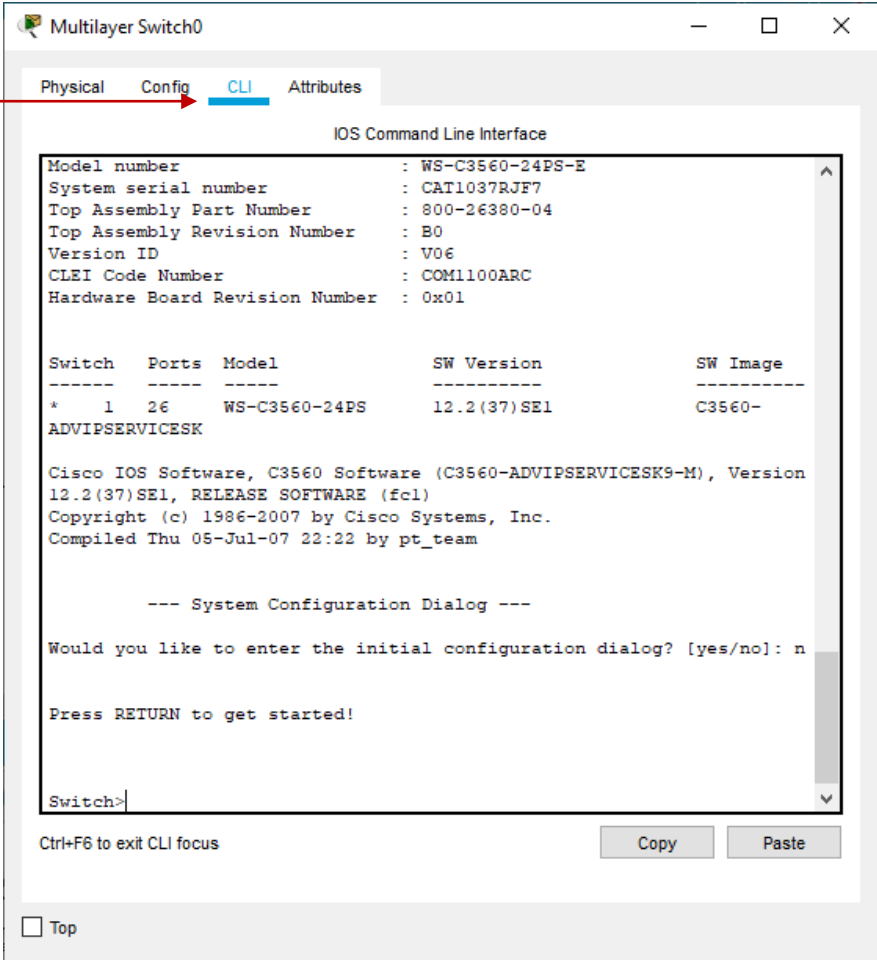 Multilayer Switch0
Physical Config CLI Attributes
IOS Command Line Interface
Model number : WS-C3560-24PS-E
System serial number : CAT1037RJF7
Top Assembly Part Number : 800-26380-04
Top Assembly Revision Number : B0
Version ID : V06
CLEI Code Number : COM1100ARC
Hardware Board Revision Number : 0x01
Switch Ports Model SW Version SW Image
------ ----- ----- ---------- ----------
* 1 26 WS-C3560-24PS 12.2(37)SE1 C3560-
ADVIPSERVICESK
Cisco IOS Software, C3560 Software (C3560-ADVIPSERVICESK9-M), Version
12.2(37)SE1, RELEASE SOFTWARE (fc1)
Copyright (c) 1986-2007 by Cisco Systems, Inc.
Compiled Thu 05-Jul-07 22:22 by pt_team
--- System Configuration Dialog ---
Would you like to enter the initial configuration dialog? [yes/no]: n
Press RETURN to get started!
Switch>
Ctrl+F6 to exit CLI focus
Copy Paste
Top